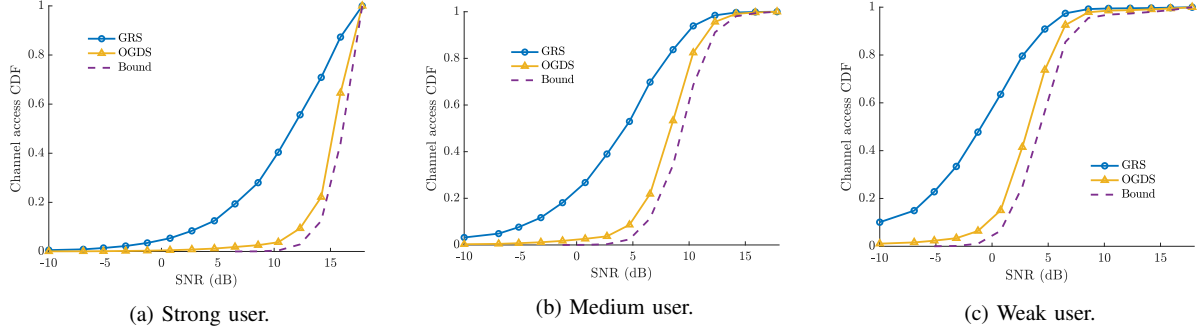 1
0.8
0.6
0.4
0.2
0
Channel access CDF
GRS
OGDS
Bound
-10 -5 0 5 10 15
SNR (dB)
(a) Strong user.
1
0.8
0.6
0.4
0.2
0
Channel access CDF
GRS
OGDS
Bound
-10 -5 0 5 10 15
SNR (dB)
(b) Medium user.
1
0.8
0.6
0.4
0.2
0
Channel access CDF
GRS
OGDS
Bound
-10 -5 0 5 10 15
SNR (dB)
(c) Weak user.